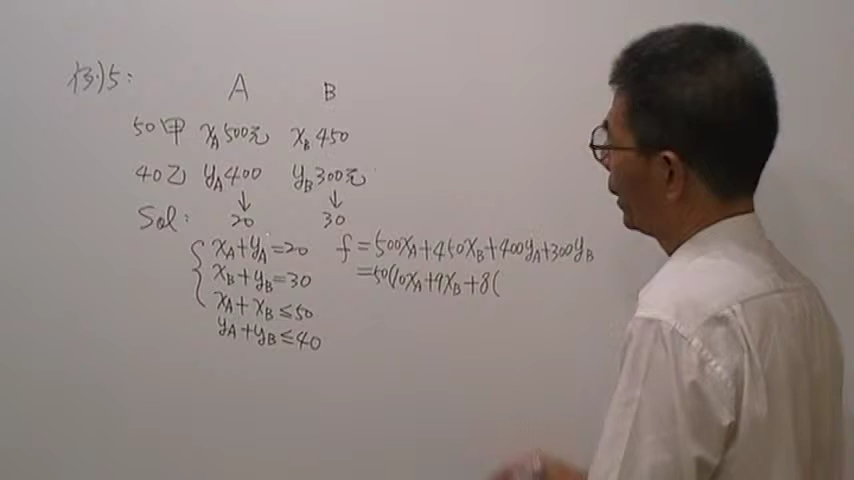 例5:
A B
50甲 x_A 500元 x_B 450
40乙 y_A 400 y_B 300元
↓ ↓
Sol: 20 30
x_A+y_A=20 f=500x_A+450x_B+400y_A+300y_B
x_B+y_B=30 =50(10x_A+9x_B+8(
x_A+x_B≤50
y_A+y_B≤40